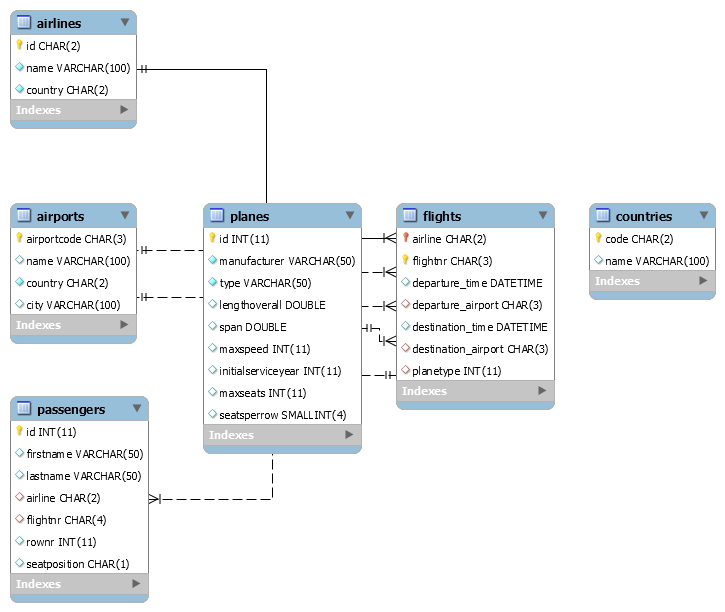 airlines
id CHAR(2)
name VARCHAR(100)
country CHAR(2)
Indexes
airports
airportcode CHAR(3)
name VARCHAR(100)
country CHAR(2)
city VARCHAR(100)
Indexes
planes
id INT(11)
manufacturer VARCHAR(50)
type VARCHAR(50)
lengthoverall DOUBLE
span DOUBLE
maxspeed INT(11)
initialserviceyear INT(11)
maxseats INT(11)
seatsperrow SMALLINT(4)
Indexes
flights
airline CHAR(2)
flightnr CHAR(3)
departure_time DATETIME
departure_airport CHAR(3)
destination_time DATETIME
destination_airport CHAR(3)
planetype INT(11)
Indexes
countries
code CHAR(2)
name VARCHAR(100)
Indexes
passengers
id INT(11)
firstname VARCHAR(50)
lastname VARCHAR(50)
airline CHAR(2)
flightnr CHAR(4)
rownr INT(11)
seatposition CHAR(1)
Indexes